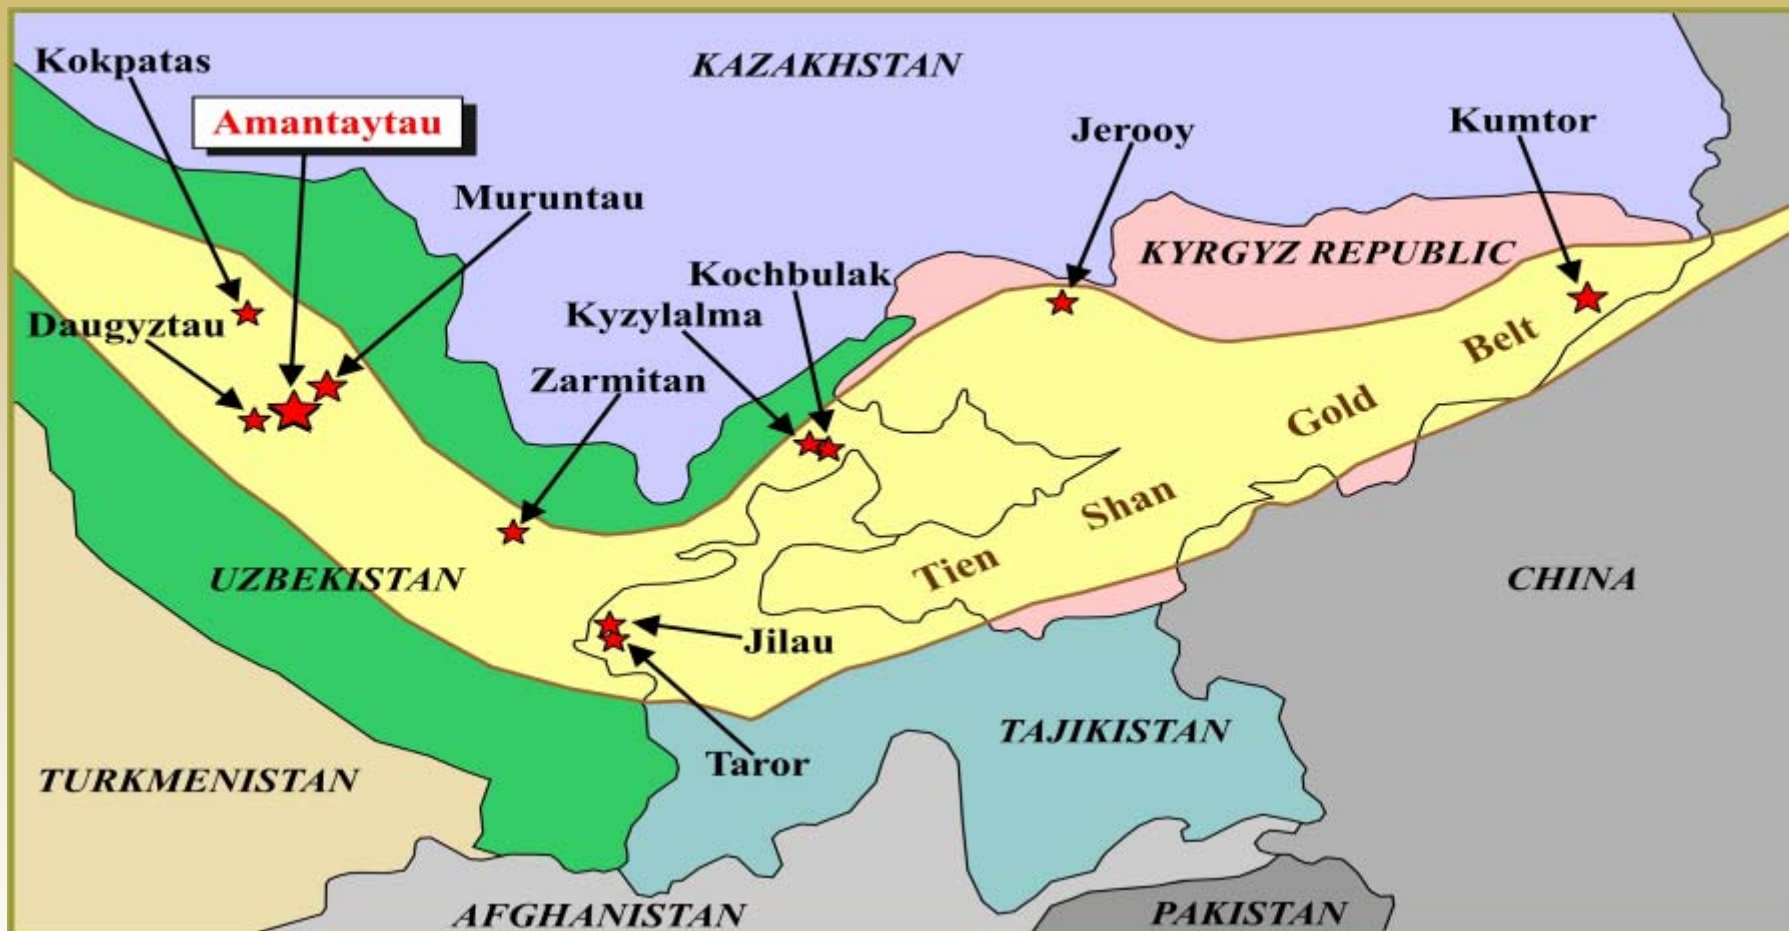 Kokpatas
KAZAKHSTAN
Amantaytau
Jerooy
Kumtor
Muruntau
KYRGYZ REPUBLIC
Kochbulak
Kyzylalma
Daugyztau
Zarmitan
Tien Shan Gold Belt
UZBEKISTAN
CHINA
Jilau
TAJIKISTAN
Taror
TURKMENISTAN
AFGHANISTAN
PAKISTAN